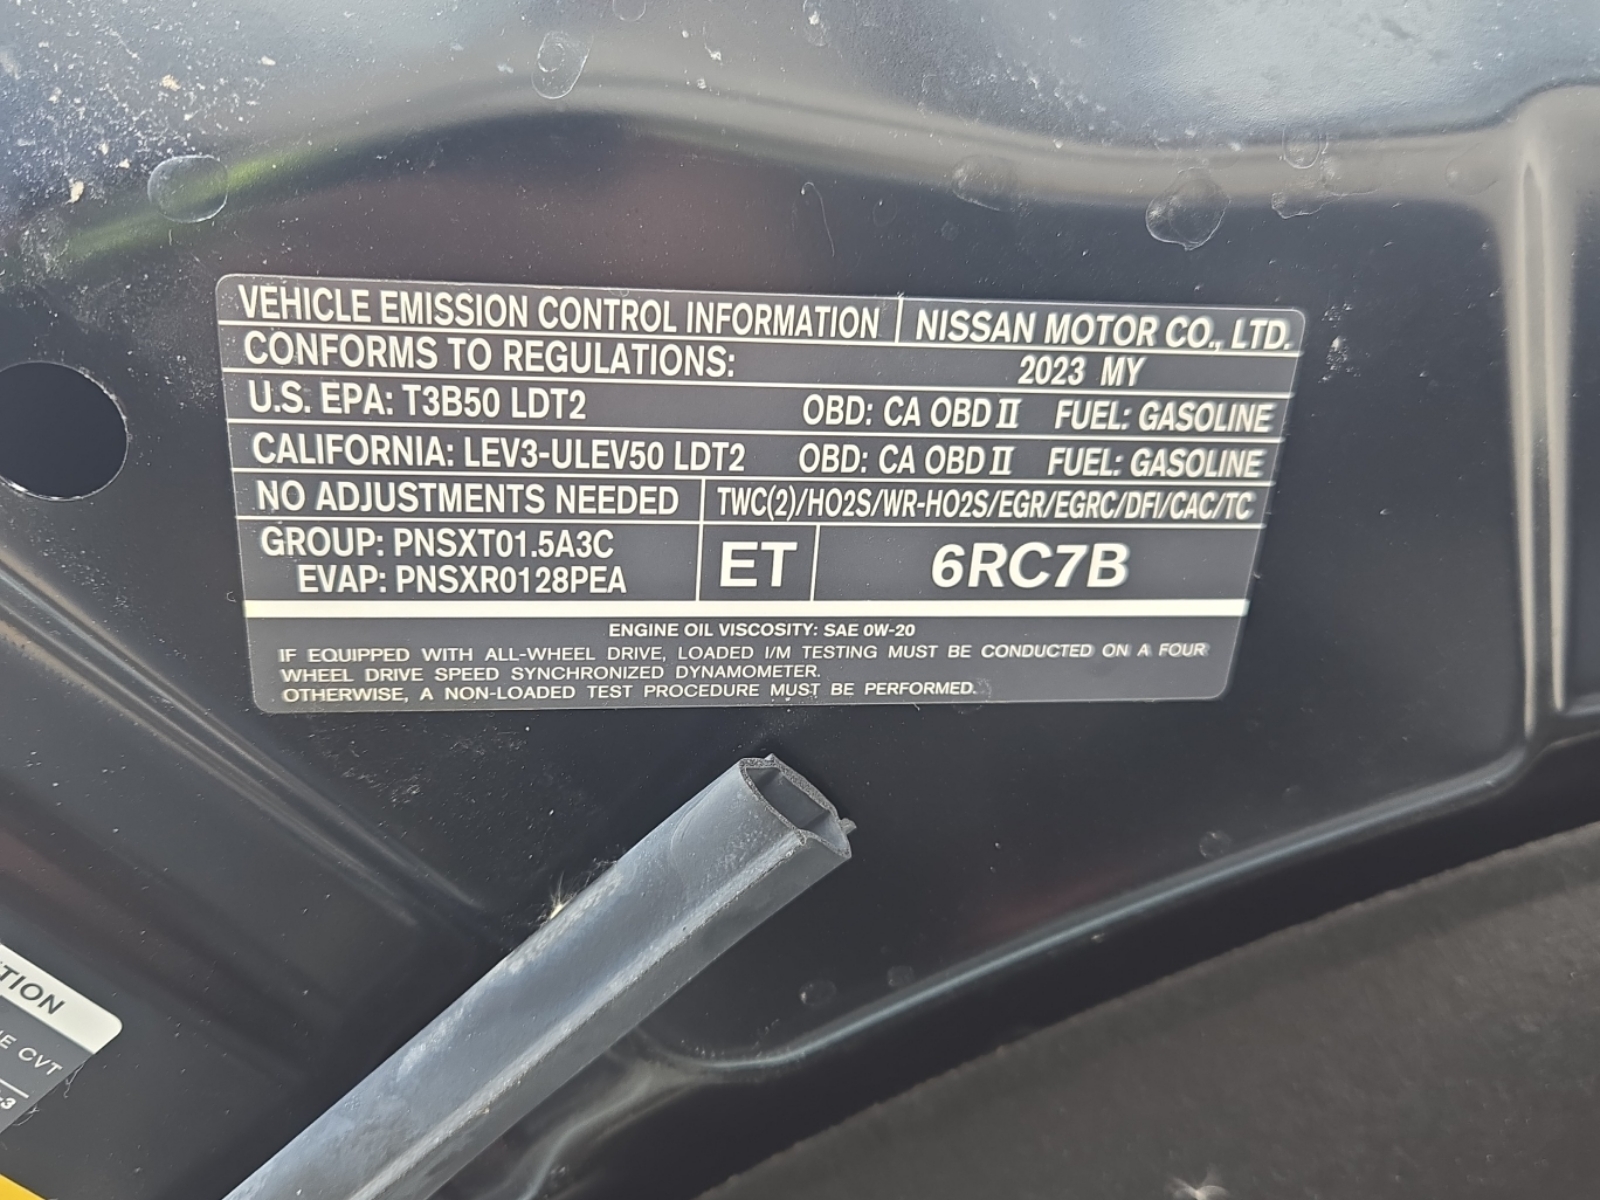 VEHICLE EMISSION CONTROL INFORMATION NISSAN MOTOR CO., LTD.
CONFORMS TO REGULATIONS: 2023 MY
U.S. EPA: T3B50 LDT2 OBD: CA OBD II FUEL: GASOLINE
CALIFORNIA: LEV3-ULEV50 LDT2 OBD: CA OBD II FUEL: GASOLINE
NO ADJUSTMENTS NEEDED TWC(2)/HO2S/WR-HO2S/EGR/EGRC/DFI/CAC/TC
GROUP: PNSXT01.5A3C
EVAP: PNSXR0128PEA
ET 6RC7B
ENGINE OIL VISCOSITY: SAE 0W-20
IF EQUIPPED WITH ALL-WHEEL DRIVE, LOADED I/M TESTING MUST BE CONDUCTED ON A FOUR
WHEEL DRIVE SPEED SYNCHRONIZED DYNAMOMETER.
OTHERWISE, A NON-LOADED TEST PROCEDURE MUST BE PERFORMED.
TION
E CVT
-3